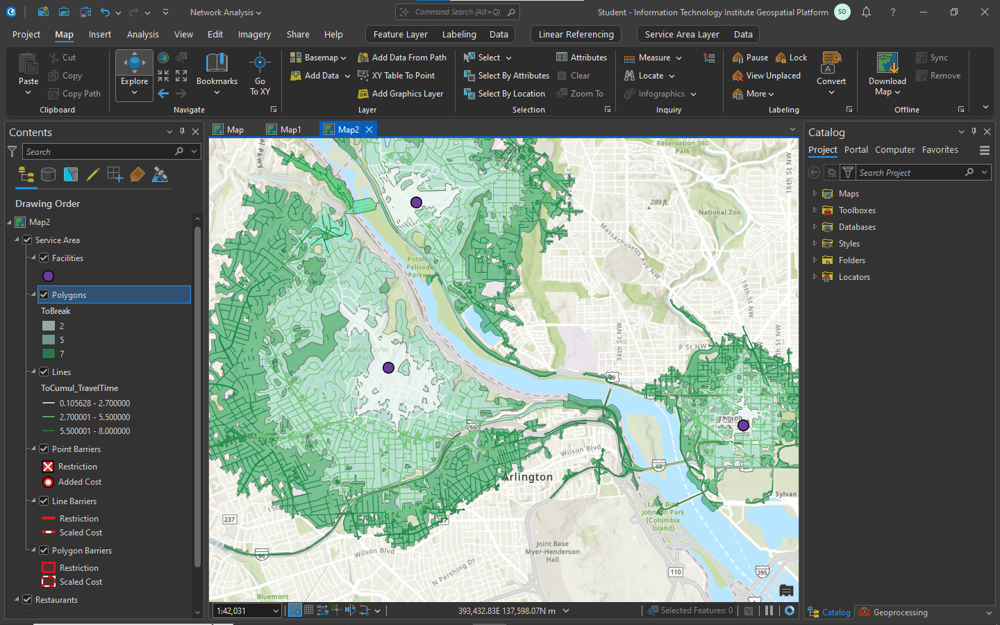 Network Analysis
Command Search (Alt+Q)
Student - Information Technology Institute Geospatial Platform
SO
?
Project
Map
Insert
Analysis
View
Edit
Imagery
Share
Help
Feature Layer
Labeling
Data
Linear Referencing
Service Area Layer
Data
Paste
Cut
Copy
Copy Path
Clipboard
Explore
Bookmarks
Go
To XY
Navigate
Basemap
Add Data
Add Data From Path
XY Table To Point
Add Graphics Layer
Layer
Select
Select By Attributes
Select By Location
Attributes
Clear
Zoom To
Selection
Measure
Locate
Infographics
Inquiry
Pause
Lock
View Unplaced
More
Convert
Labeling
Download
Map
Sync
Remove
Offline
Contents
Search
Drawing Order
Map2
Service Area
Facilities
Polygons
ToBreak
2
5
7
Lines
ToCumul_TravelTime
0.105628 - 2.700000
2.700001 - 5.500000
5.500001 - 8.000000
Point Barriers
Restriction
Added Cost
Line Barriers
Restriction
Scaled Cost
Polygon Barriers
Restriction
Scaled Cost
Restaurants
Map
Map1
Map2
Reservation 360
Park
16th St NW
289 ft
National Zoo
Massachusetts Ave NW
Potomac
Palisades
Parkway
19th St NW
34th St NW
P St NW
29
66
Wilson Blvd
Arlington
66
Sylvan
Lady Bird
Johnson Park
(Columbia
Island)
237
66
Wilson Blvd
N Pershing Dr
Joint Base
Myer-Henderson
Hall
110
395
Bluemont
1:42,031
393,432.83E 137,598.07N m
Selected Features: 0
Catalog
Project
Portal
Computer
Favorites
Search Project
Maps
Toolboxes
Databases
Styles
Folders
Locators
Catalog
Geoprocessing